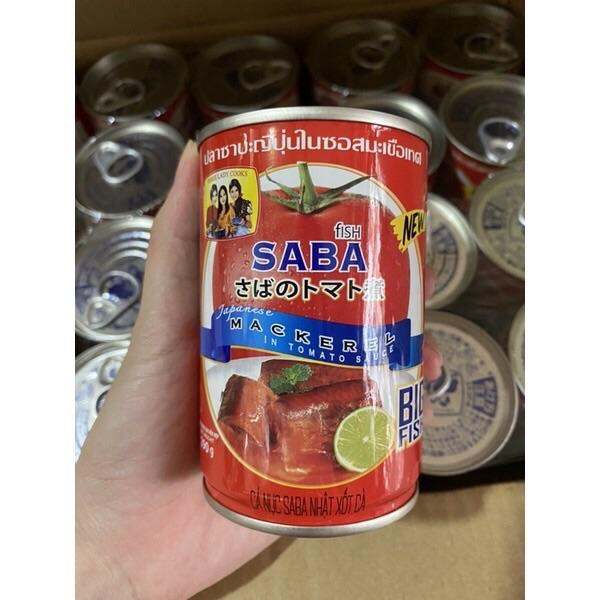 ปลาซาบะญี่ปุ่นในซอสมะเขือเทศ
LADY COOKS
NEW
fISH
SABA
さばのトマト煮
Japanese
MACKEREL
IN TOMATO SAUCE
BIG
FISH
CÁ NỤC SABA NHẬT XỐT CÀ